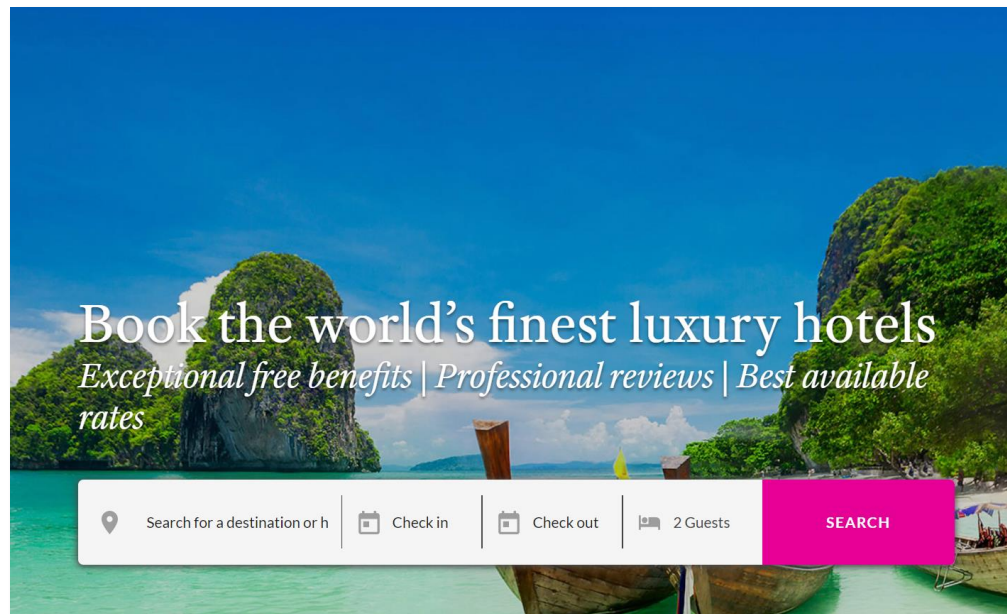 Book the world’s finest luxury hotels
Exceptional free benefits | Professional reviews | Best available
rates
Search for a destination or h
Check in
Check out
2 Guests
SEARCH